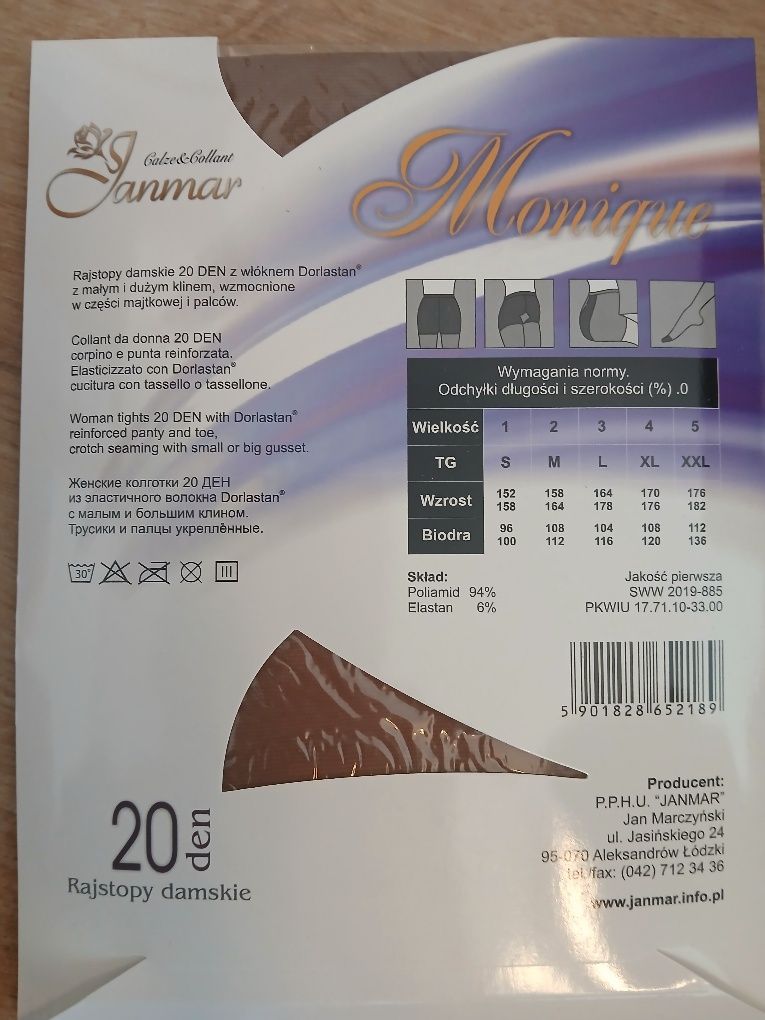 Calze&Collant
Janmar
Monique
Rajstopy damskie 20 DEN z włóknem Dorlastan®
z małym i dużym klinem, wzmocnione
w części majtkowej i palców.
Collant da donna 20 DEN
corpino e punta reinforzata.
Elasticizzato con Dorlastan®
cucitura con tassello o tassellone.
Woman tights 20 DEN with Dorlastan®
reinforced panty and toe,
crotch seaming with small or big gusset.
Женские колготки 20 ДЕН
из эластичного волокна Dorlastan®
с малым и большим клином.
Трусики и палцы укреплённые.
30°
Wymagania normy.
Odchyłki długości i szerokości (%) .0
Wielkość 1 2 3 4 5
TG S M L XL XXL
Wzrost 152 158 164 170 176
158 164 178 176 182
Biodra 96 108 104 108 112
100 112 116 120 136
Skład:
Poliamid 94%
Elastan 6%
Jakość pierwsza
SWW 2019-885
PKWIU 17.71.10-33.00
5 901828 652189
20 den
Rajstopy damskie
Producent:
P.P.H.U. "JANMAR"
Jan Marczyński
ul. Jasińskiego 24
95-070 Aleksandrów Łódzki
tel/fax: (042) 712 34 36
www.janmar.info.pl